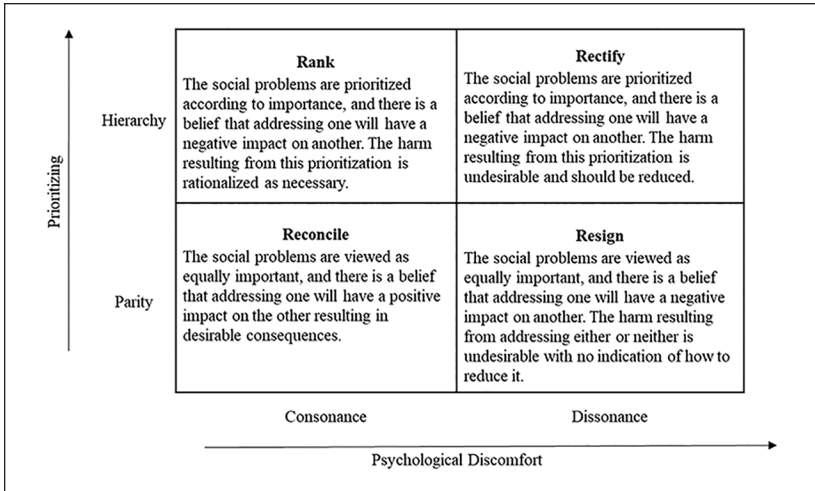 Rank
The social problems are prioritized
according to importance, and there is a
belief that addressing one will have a
negative impact on another. The harm
resulting from this prioritization is
rationalized as necessary.
Rectify
The social problems are prioritized
according to importance, and there is a
belief that addressing one will have a
negative impact on another. The harm
resulting from this prioritization is
undesirable and should be reduced.
Hierarchy
Prioritizing
Reconcile
The social problems are viewed as
equally important, and there is a belief
that addressing one will have a positive
impact on the other resulting in
desirable consequences.
Resign
The social problems are viewed as
equally important, and there is a belief
that addressing one will have a negative
impact on another. The harm resulting
from addressing either or neither is
undesirable with no indication of how to
reduce it.
Parity
Consonance
Dissonance
Psychological Discomfort